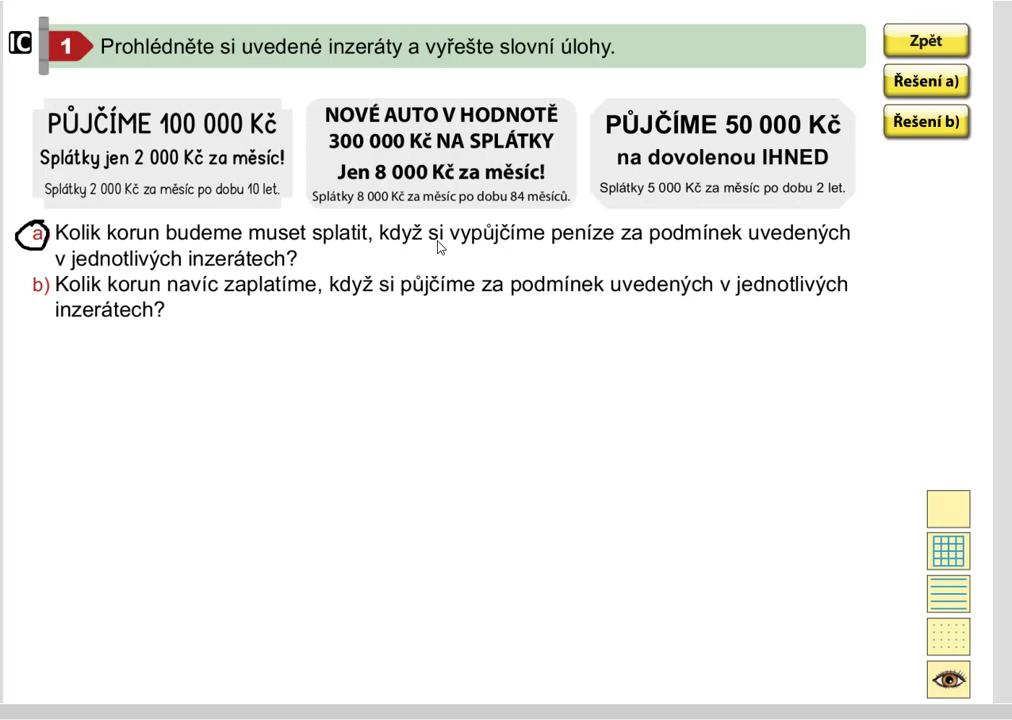 IC
1 Prohlédněte si uvedené inzeráty a vyřešte slovní úlohy.
Zpět
Řešení a)
Řešení b)
PŮJČÍME 100 000 Kč
Splátky jen 2 000 Kč za měsíc!
Splátky 2 000 Kč za měsíc po dobu 10 let.
NOVÉ AUTO V HODNOTĚ
300 000 Kč NA SPLÁTKY
Jen 8 000 Kč za měsíc!
Splátky 8 000 Kč za měsíc po dobu 84 měsíců.
PŮJČÍME 50 000 Kč
na dovolenou IHNED
Splátky 5 000 Kč za měsíc po dobu 2 let.
a) Kolik korun budeme muset splatit, když si vypůjčíme peníze za podmínek uvedených
v jednotlivých inzerátech?
b) Kolik korun navíc zaplatíme, když si půjčíme za podmínek uvedených v jednotlivých
inzerátech?